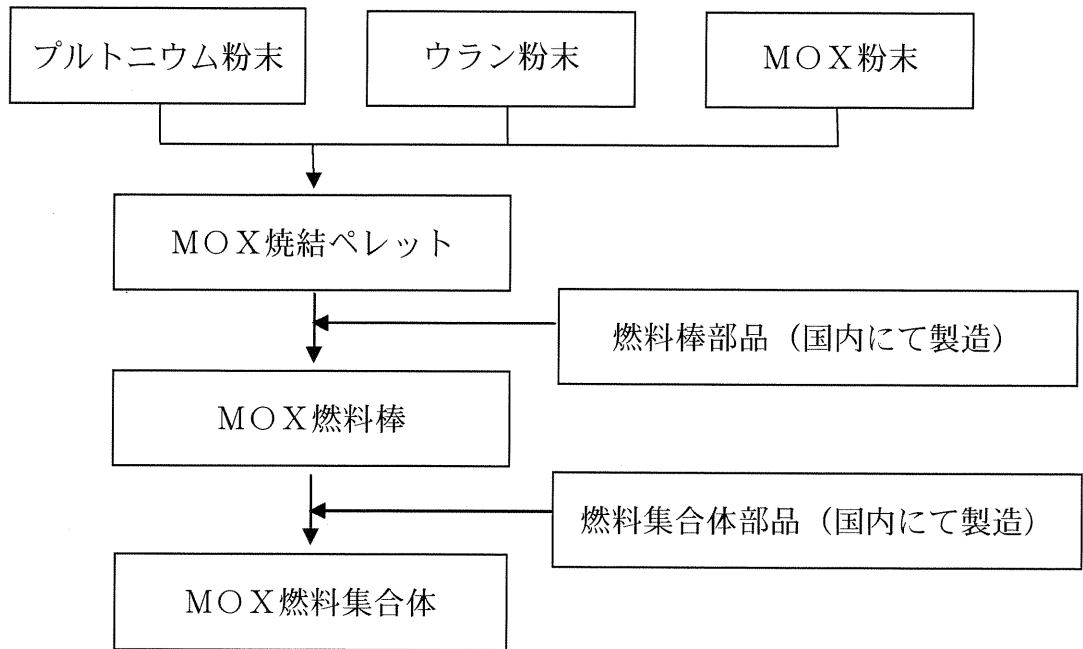 プルトニウム粉末
ウラン粉末
ＭＯＸ粉末
ＭＯＸ焼結ペレット
燃料棒部品（国内にて製造）
ＭＯＸ燃料棒
燃料集合体部品（国内にて製造）
ＭＯＸ燃料集合体